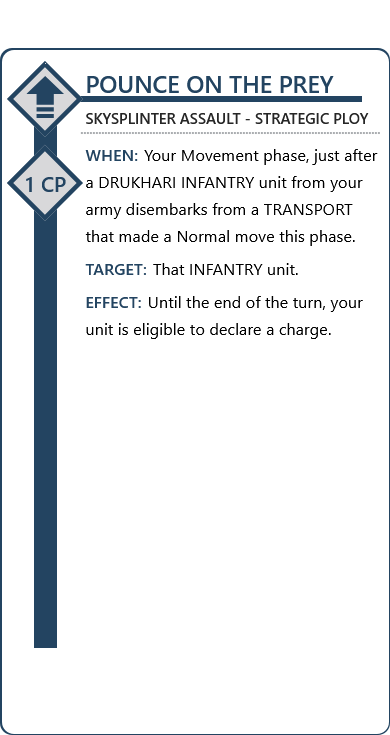 POUNCE ON THE PREY
SKYSPLINTER ASSAULT - STRATEGIC PLOY
1 CP
WHEN: Your Movement phase, just after
a DRUKHARI INFANTRY unit from your
army disembarks from a TRANSPORT
that made a Normal move this phase.
TARGET: That INFANTRY unit.
EFFECT: Until the end of the turn, your
unit is eligible to declare a charge.